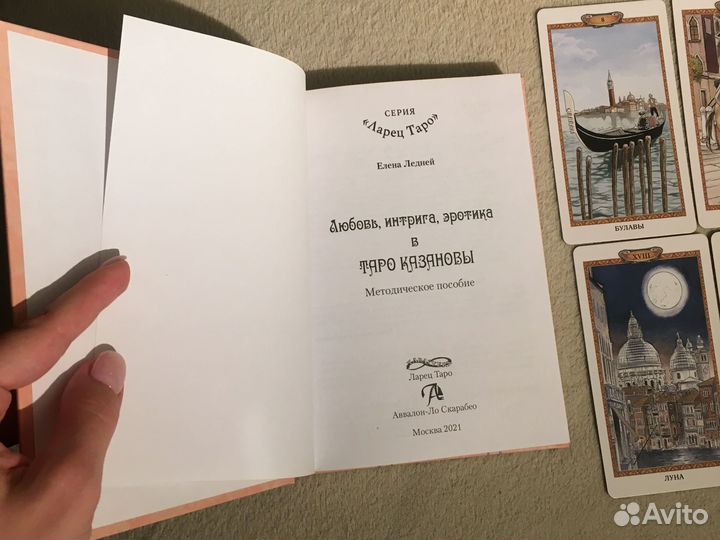 СЕРИЯ
«Ларец Таро»
Елена Ледней
Любовь, интрига, эротика
в
ТАРО КАЗАНОВЫ
Методическое пособие
Ларец Таро
Аввалон-Ло Скарабео
Москва 2021
БУЛАВЫ
XVIII
ЛУНА
Avito